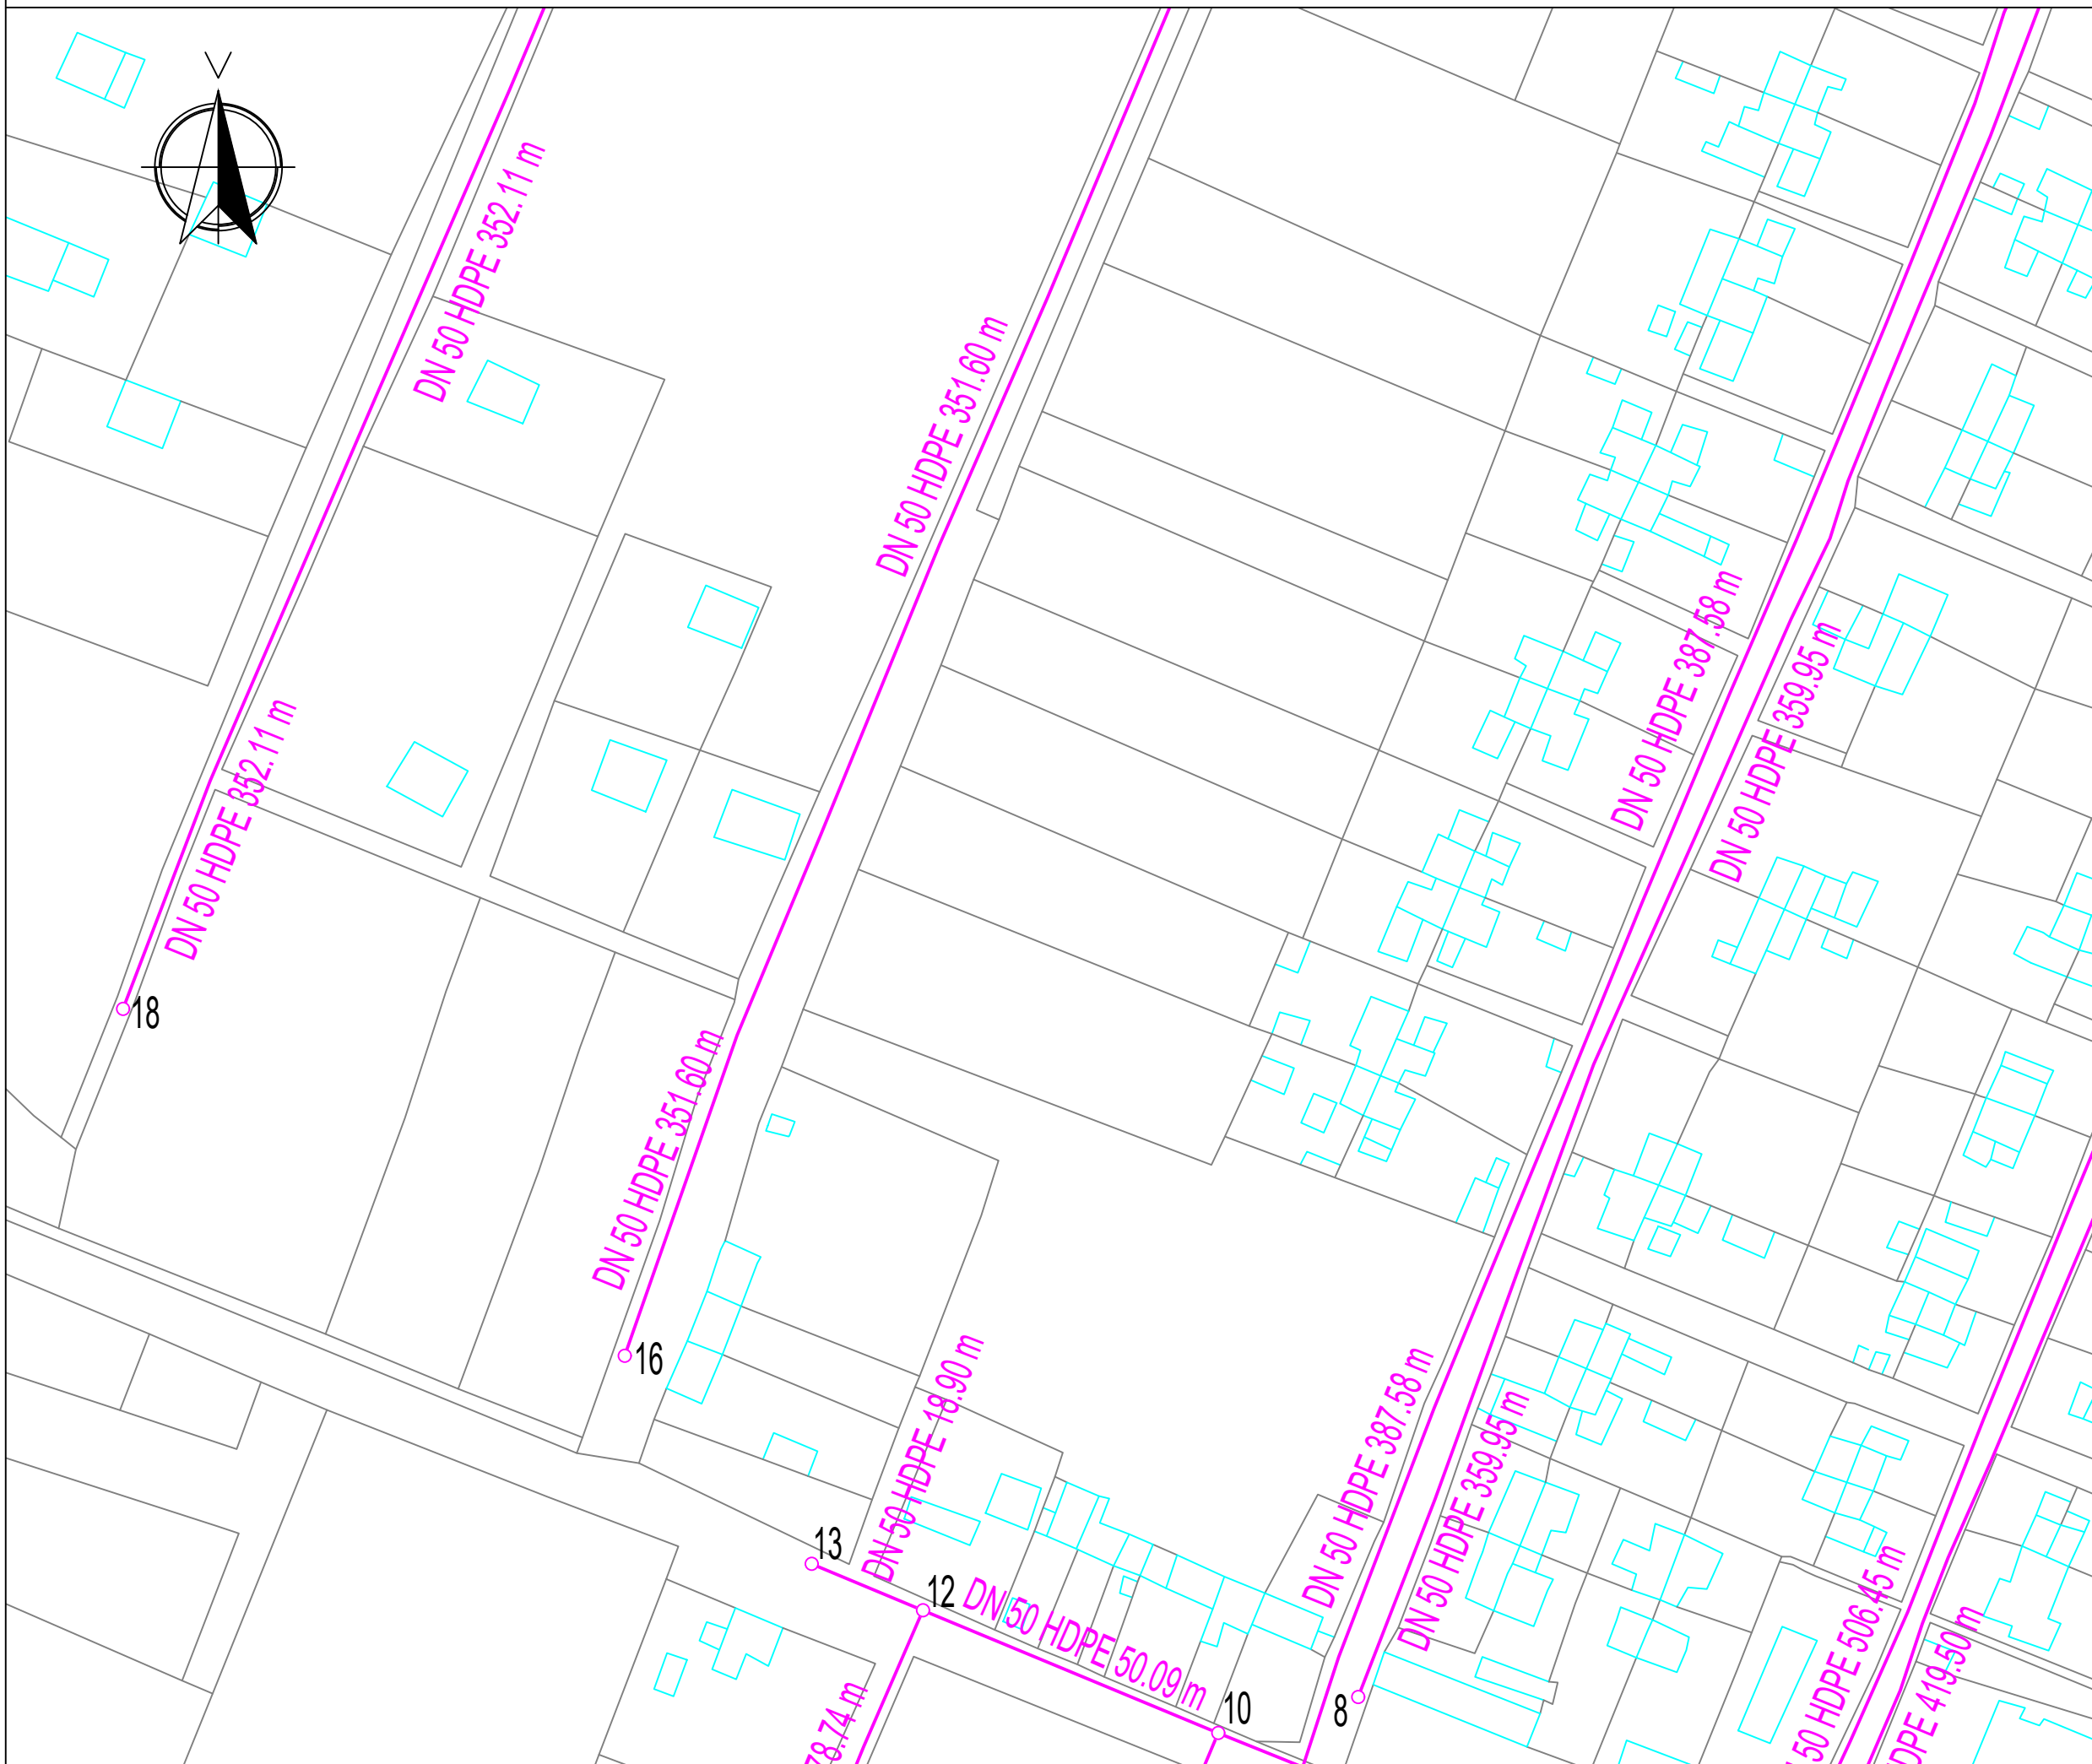 DN 50 HDPE 352.11 m
DN 50 HDPE 351.60 m
DN 50 HDPE 387.58 m
DN 50 HDPE 359.95 m
DN 50 HDPE 352.11 m
18
DN 50 HDPE 351.60 m
16
DN 50 HDPE 18.90 m
DN 50 HDPE 387.58 m
DN 50 HDPE 359.95 m
13
12
DN 50 HDPE 50.09 m
10
8
50 HDPE 506.45 m
DPE 419.50 m
78.74 m